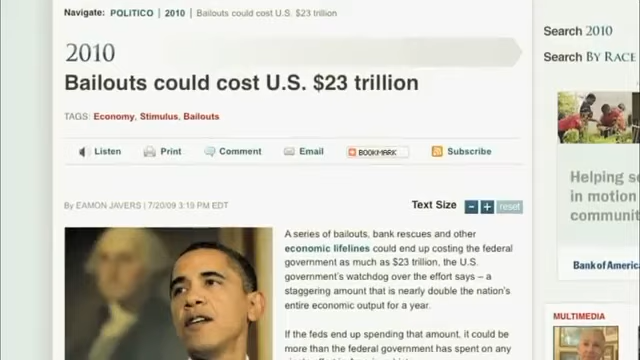 Navigate: POLITICO | 2010 | Bailouts could cost U.S. $23 trillion
2010
Bailouts could cost U.S. $23 trillion
TAGS: Economy, Stimulus, Bailouts
Listen Print Comment Email BOOKMARK Subscribe
By EAMON JAVERS | 7/20/09 3:19 PM EDT
Text Size - + reset
A series of bailouts, bank rescues and other
economic lifelines could end up costing the federal
government as much as $23 trillion, the U.S.
government's watchdog over the effort says – a
staggering amount that is nearly double the nation's
entire economic output for a year.
If the feds end up spending that amount, it could be
more than the federal government has spent on any
Search 2010
Search BY RACE
Helping
in motion
communit
Bank of Americ
MULTIMEDIA